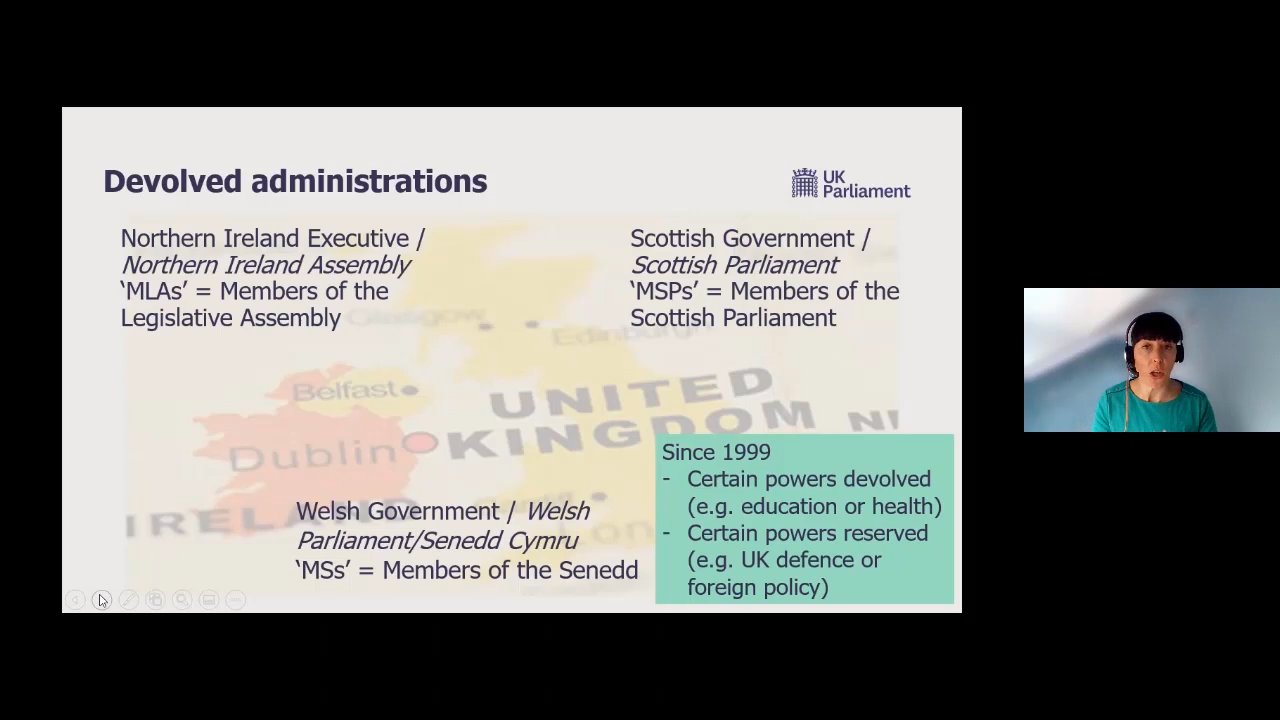 Devolved administrations
UK
Parliament
Northern Ireland Executive /
Northern Ireland Assembly
‘MLAs’ = Members of the
Legislative Assembly
Scottish Government /
Scottish Parliament
‘MSPs’ = Members of the
Scottish Parliament
Glasgow
Edinburgh
Belfast
UNITED
KINGDOM
Dublin
IRELAND
Lon
Welsh Government / Welsh
Parliament/Senedd Cymru
‘MSs’ = Members of the Senedd
Since 1999
- Certain powers devolved
(e.g. education or health)
- Certain powers reserved
(e.g. UK defence or
foreign policy)